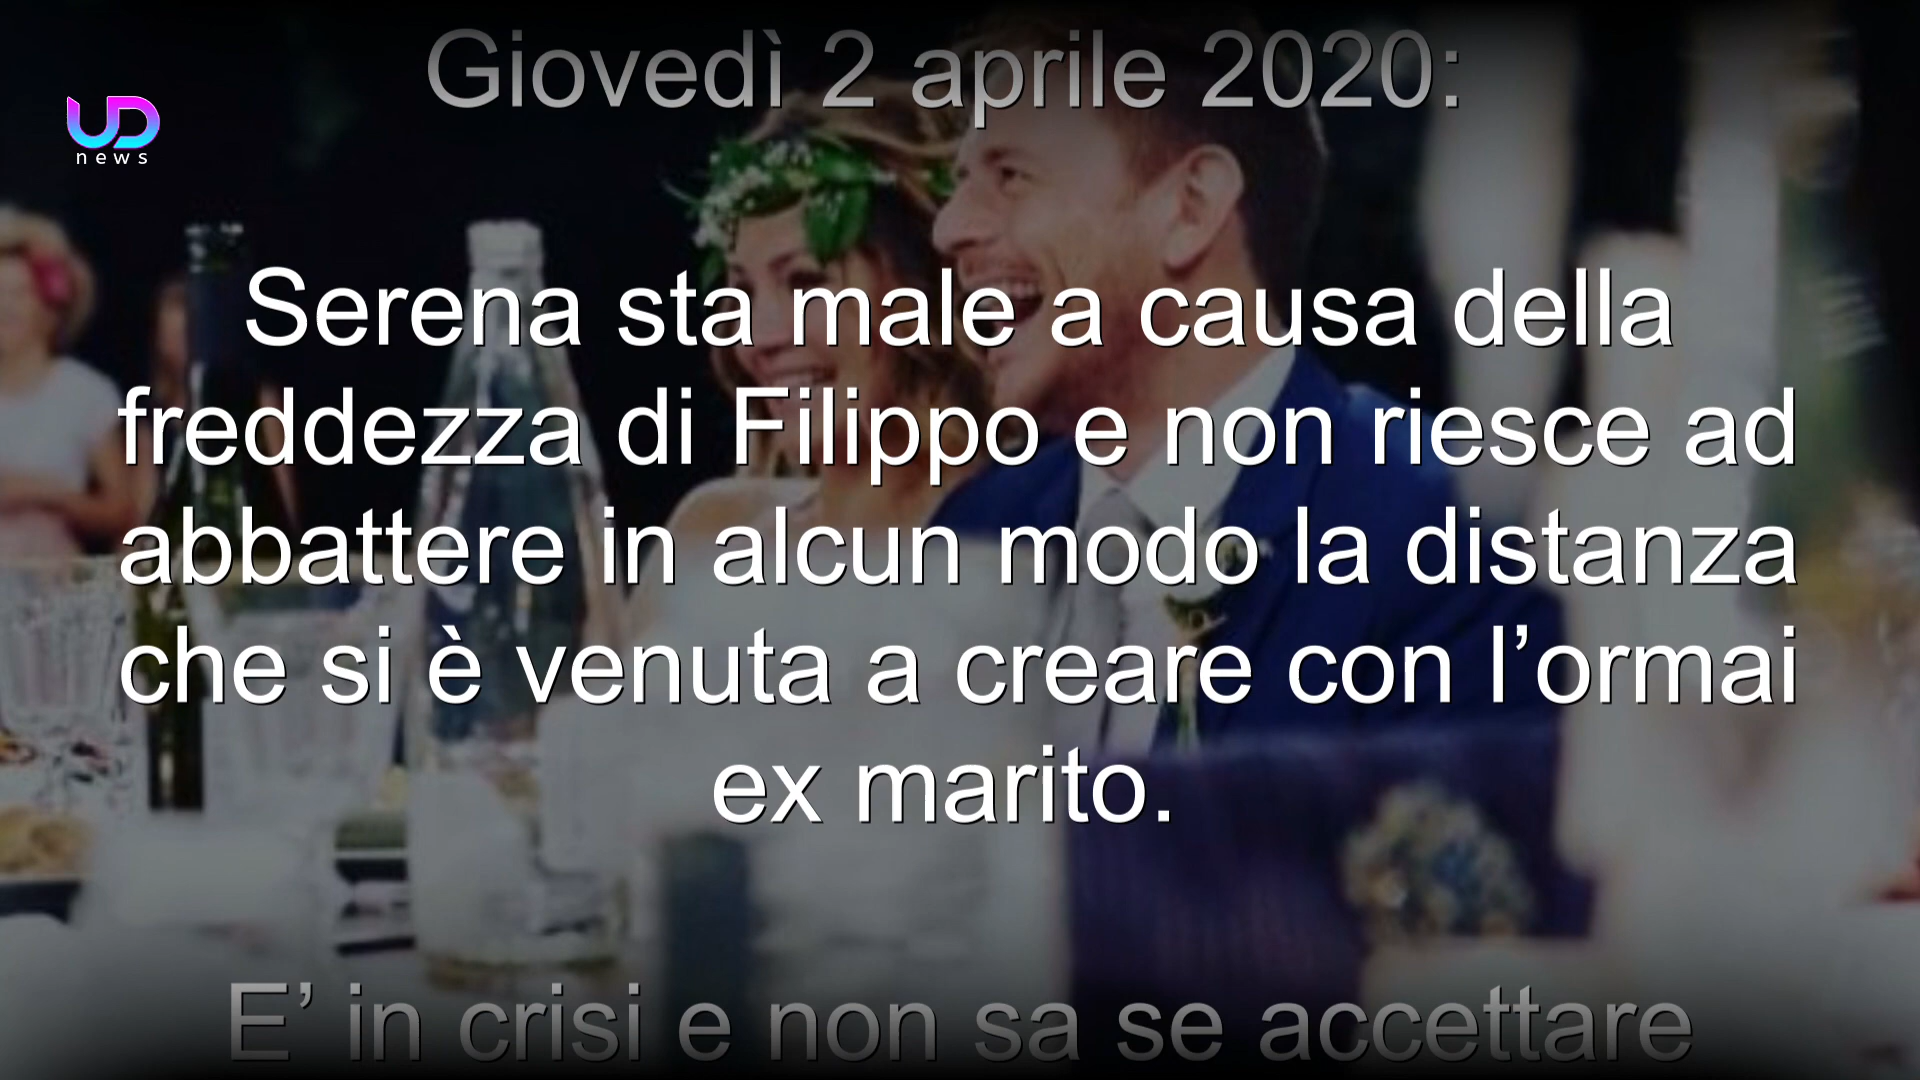 Giovedì 2 aprile 2020:
UD
news
Serena sta male a causa della
freddezza di Filippo e non riesce ad
abbattere in alcun modo la distanza
che si è venuta a creare con l’ormai
ex marito.
E’ in crisi e non sa se accettare